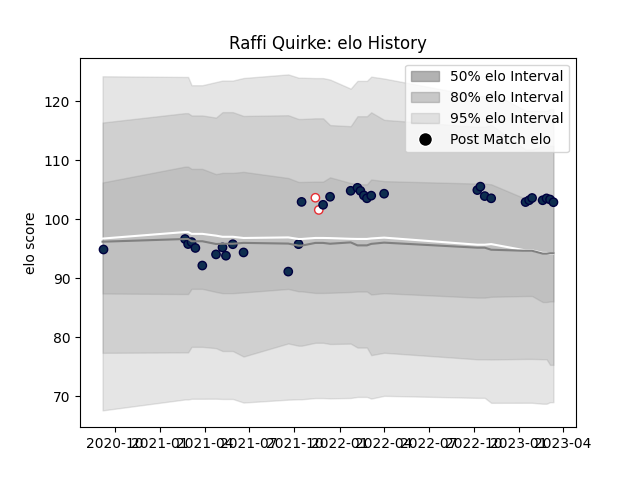 Raffi Quirke: elo History
50% elo Interval
80% elo Interval
95% elo Interval
Post Match elo
elo score
120
110
100
90
80
70
2020-10 2021-01 2021-04 2021-07 2021-10 2022-01 2022-04 2022-07 2022-10 2023-01 2023-04